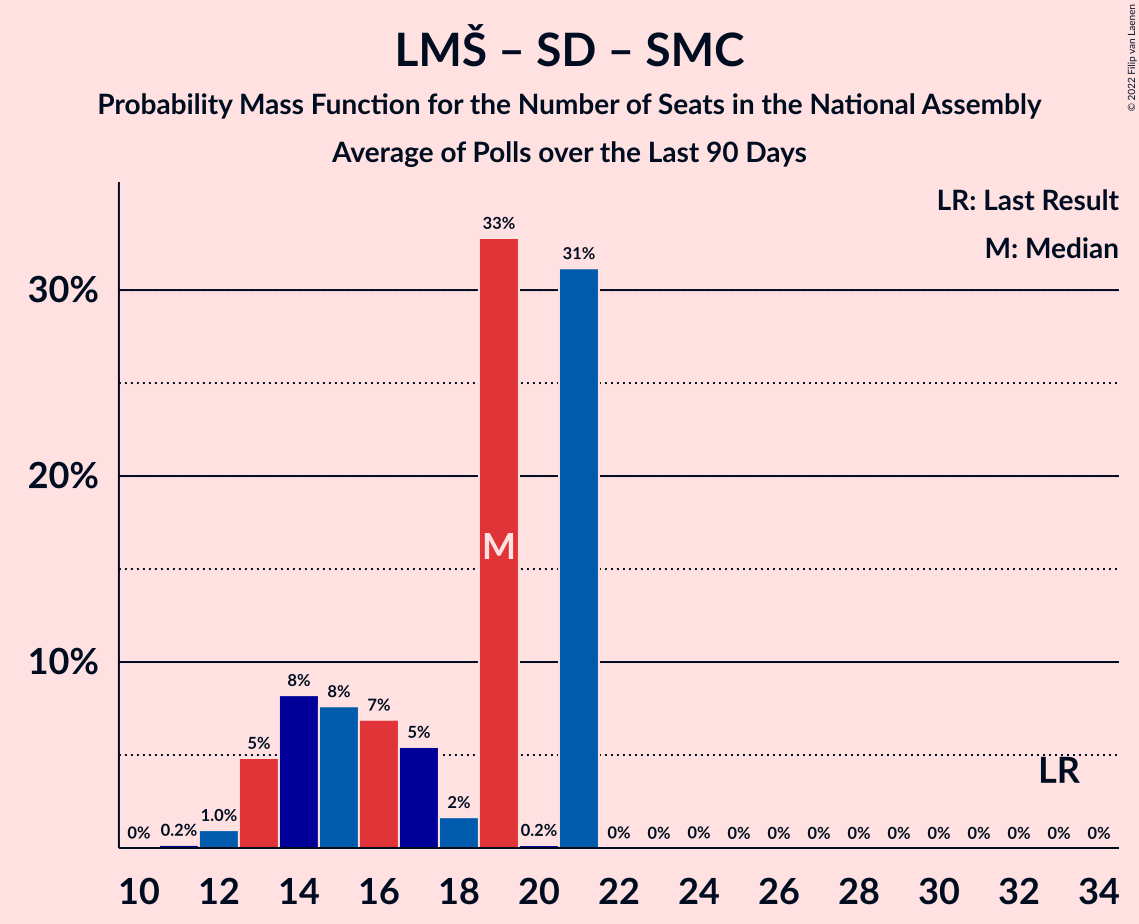 LMŠ – SD – SMC
Probability Mass Function for the Number of Seats in the National Assembly
Average of Polls over the Last 90 Days
© 2022 Filip van Laenen
LR: Last Result
M: Median
33%
31%
30%
20%
M
10%
8%
8%
7%
5%
5%
LR
2%
1.0%
0% 0.2% 0.2% 0% 0% 0% 0% 0% 0% 0% 0% 0% 0% 0% 0% 0%
10 12 14 16 18 20 22 24 26 28 30 32 34